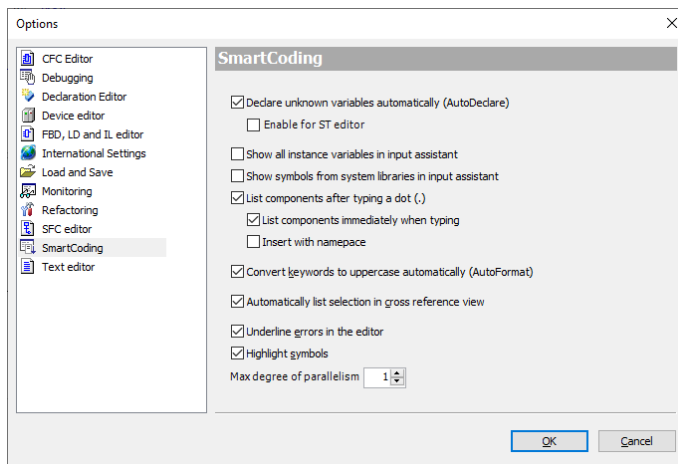 Options
CFC Editor
Debugging
Declaration Editor
Device editor
FBD, LD and IL editor
International Settings
Load and Save
Monitoring
Refactoring
SFC editor
SmartCoding
Text editor
SmartCoding
Declare unknown variables automatically (AutoDeclare)
Enable for ST editor
Show all instance variables in input assistant
Show symbols from system libraries in input assistant
List components after typing a dot (.)
List components immediately when typing
Insert with namepace
Convert keywords to uppercase automatically (AutoFormat)
Automatically list selection in cross reference view
Underline errors in the editor
Highlight symbols
Max degree of parallelism 1
OK Cancel